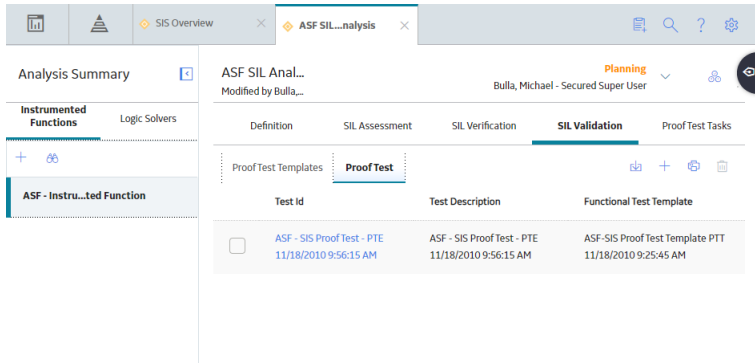 SIS Overview
ASF SIL...nalysis
Analysis Summary
ASF SIL Anal...
Modified by Bulla,...
Planning
Bulla, Michael - Secured Super User
Instrumented
Functions
Logic Solvers
Definition
SIL Assessment
SIL Verification
SIL Validation
Proof Test Tasks
Proof Test Templates
Proof Test
ASF - Instru...ted Function
Test Id
Test Description
Functional Test Template
ASF - SIS Proof Test - PTE
11/18/2010 9:56:15 AM
ASF - SIS Proof Test - PTE
11/18/2010 9:56:15 AM
ASF-SIS Proof Test Template PTT
11/18/2010 9:25:45 AM